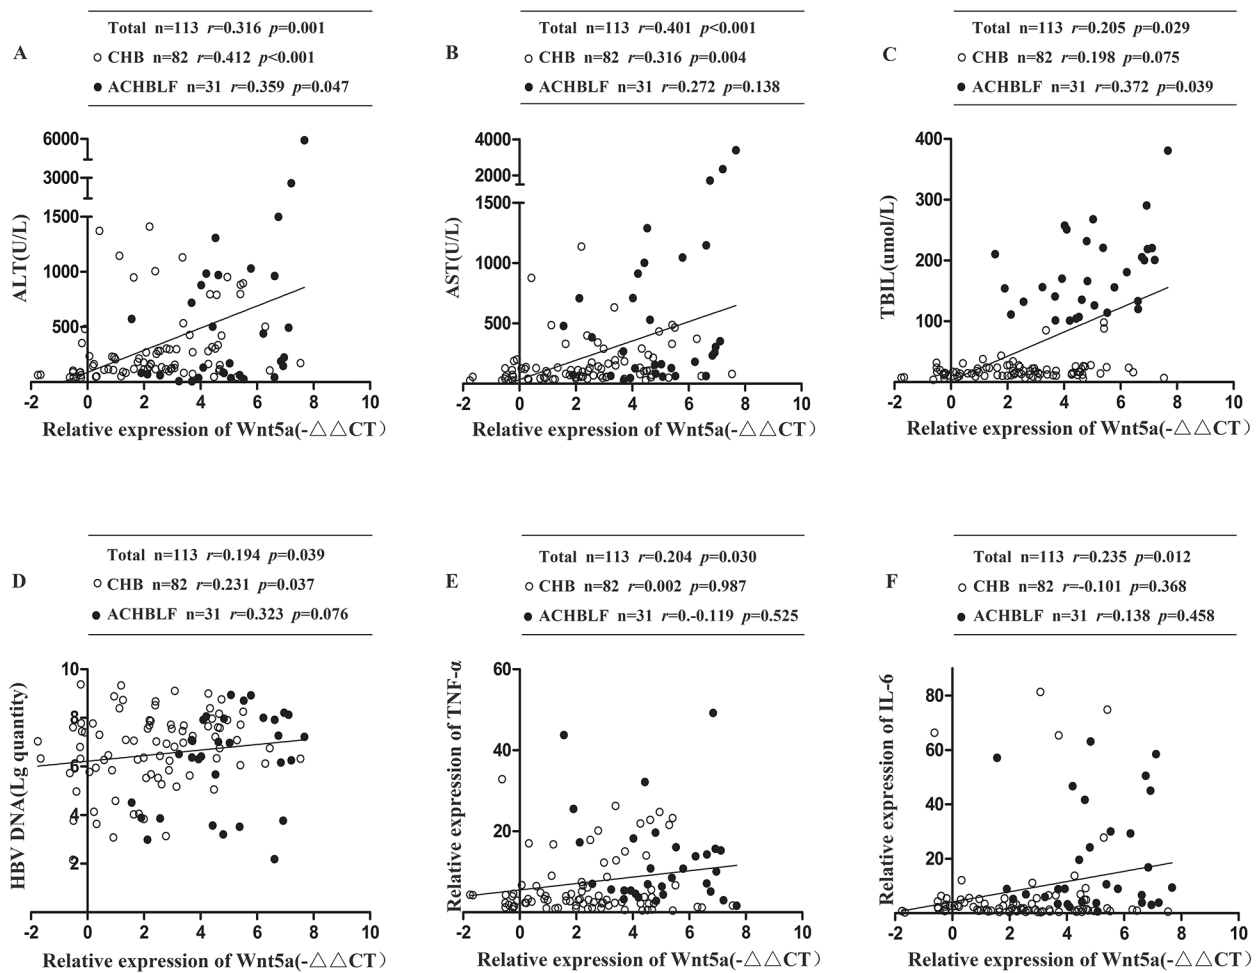 A
Total n=113 r=0.316 p=0.001
CHB n=82 r=0.412 p<0.001
ACHBLF n=31 r=0.359 p=0.047
ALT(U/L)
6000
3000
1500
1000
500
-2 0 2 4 6 8 10
Relative expression of Wnt5a(-△△CT)
B
Total n=113 r=0.401 p<0.001
CHB n=82 r=0.316 p=0.004
ACHBLF n=31 r=0.272 p=0.138
AST(U/L)
4000
2000
1500
1000
500
-2 0 2 4 6 8 10
Relative expression of Wnt5a(-△△CT)
C
Total n=113 r=0.205 p=0.029
CHB n=82 r=0.198 p=0.075
ACHBLF n=31 r=0.372 p=0.039
TBIL(umol/L)
400
300
200
100
-2 0 2 4 6 8 10
Relative expression of Wnt5a(-△△CT)
D
Total n=113 r=0.194 p=0.039
CHB n=82 r=0.231 p=0.037
ACHBLF n=31 r=0.323 p=0.076
HBV DNA(Lg quantity)
10
8
6
4
2
-2 0 2 4 6 8 10
Relative expression of Wnt5a(-△△CT)
E
Total n=113 r=0.204 p=0.030
CHB n=82 r=0.002 p=0.987
ACHBLF n=31 r=0.-0.119 p=0.525
Relative expression of TNF-α
60
40
20
-2 0 2 4 6 8 10
Relative expression of Wnt5a(-△△CT)
F
Total n=113 r=0.235 p=0.012
CHB n=82 r=-0.101 p=0.368
ACHBLF n=31 r=0.138 p=0.458
Relative expression of IL-6
80
60
40
20
-2 0 2 4 6 8 10
Relative expression of Wnt5a(-△△CT)